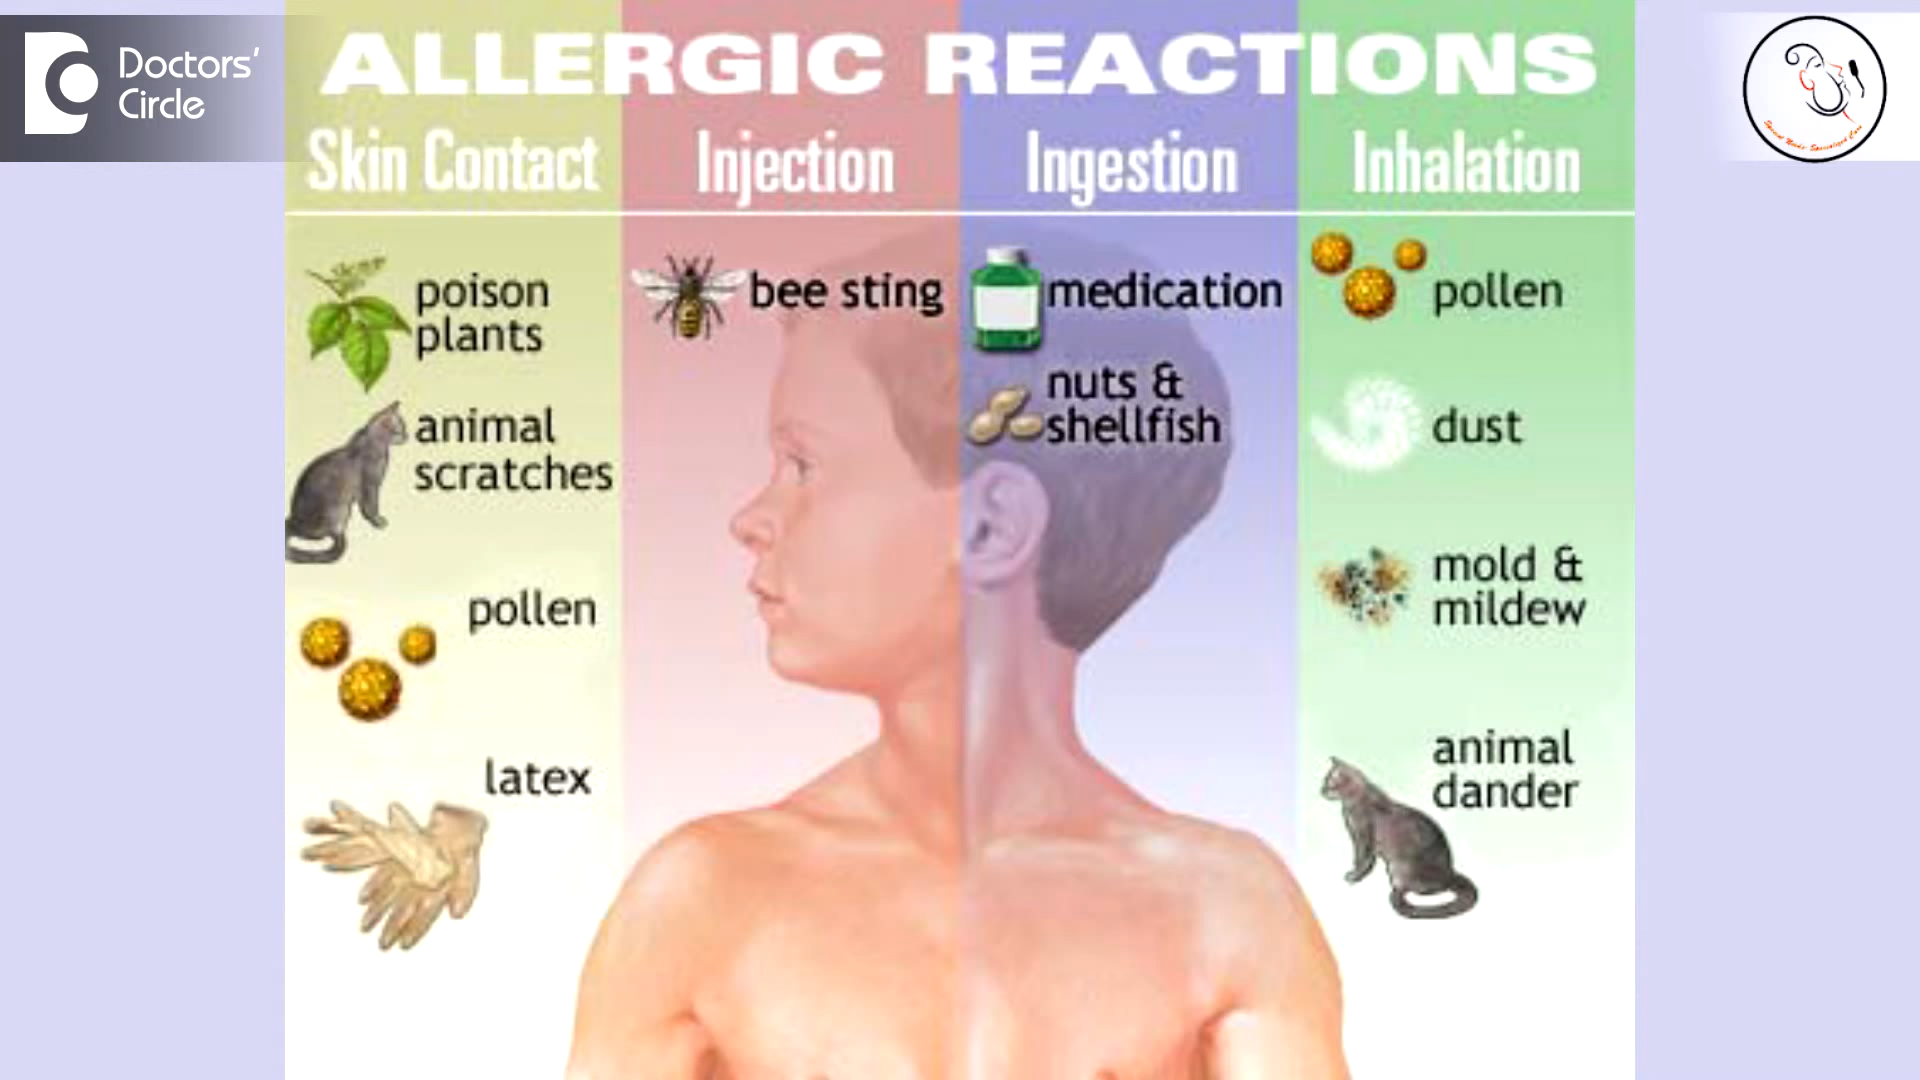 Doctors'
Circle
ALLERGIC REACTIONS
Skin Contact
Injection
Ingestion
Inhalation
poison
plants
animal
scratches
pollen
latex
bee sting
medication
nuts &
shellfish
pollen
dust
mold &
mildew
animal
dander